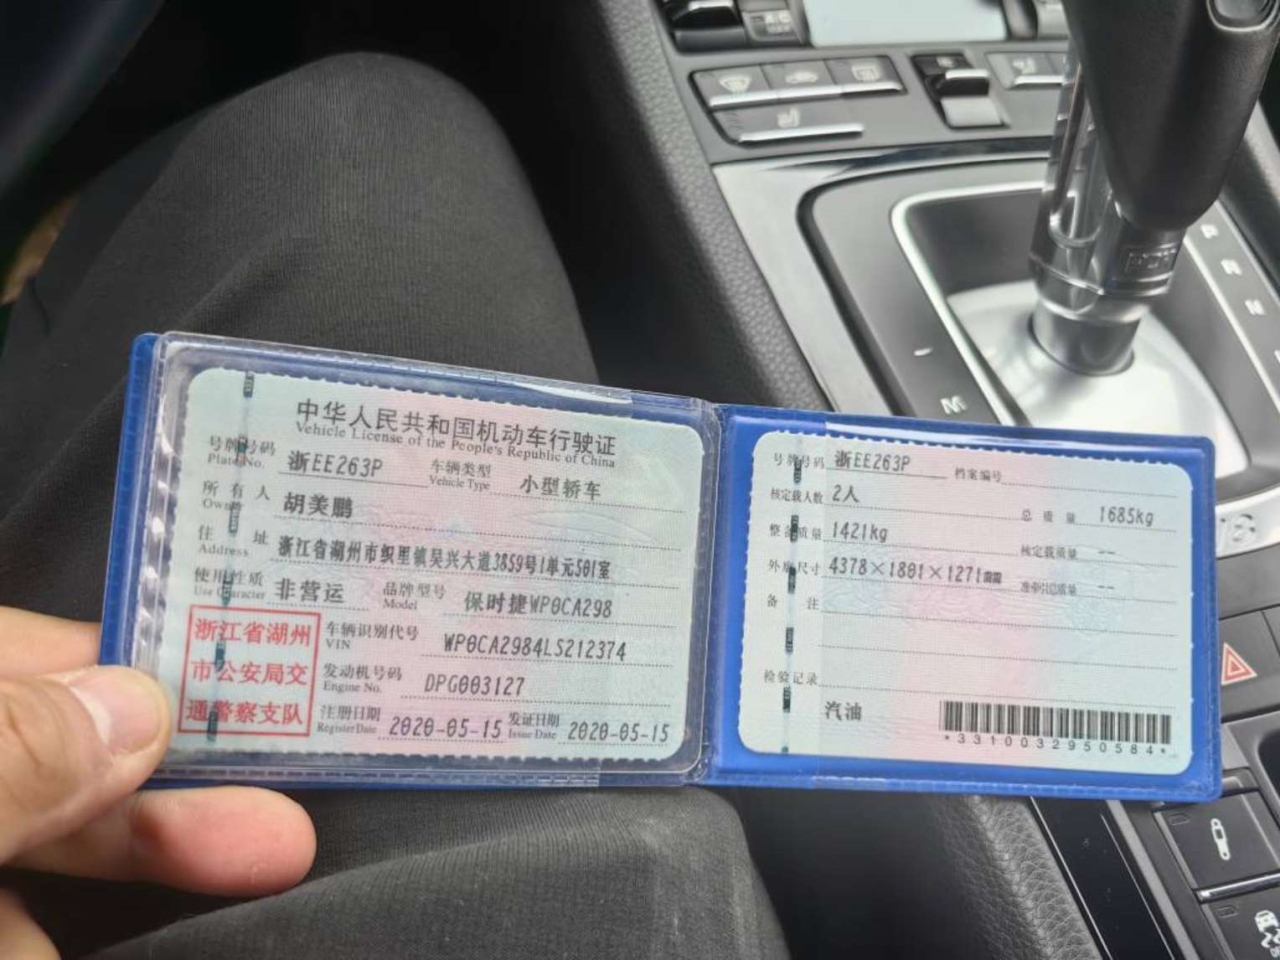 中华人民共和国机动车行驶证
Vehicle License of the People's Republic of China
号牌号码 浙EE263P 车辆类型 小型轿车
Plate No. Vehicle Type
所有人 胡美鹏
Owner
住址 浙江省湖州市织里镇吴兴大道3859号1单元501室
Address
使用性质 非营运 品牌型号 保时捷WP0CA298
Use Character Model
浙江省湖州
市公安局交
通警察支队
车辆识别代号 WP0CA2984LS212374
VIN
发动机号码 DPG003127
Engine No.
注册日期 2020-05-15 发证日期 2020-05-15
Register Date Issue Date
号牌号码 浙EE263P 档案编号
核定载人数 2人 总质量 1685kg
整备质量 1421kg 核定载质量 --
外廓尺寸 4378×1801×1271mm 准牵引总质量 --
备注
检验记录
汽油
*3310032950584*
R
N
D
M